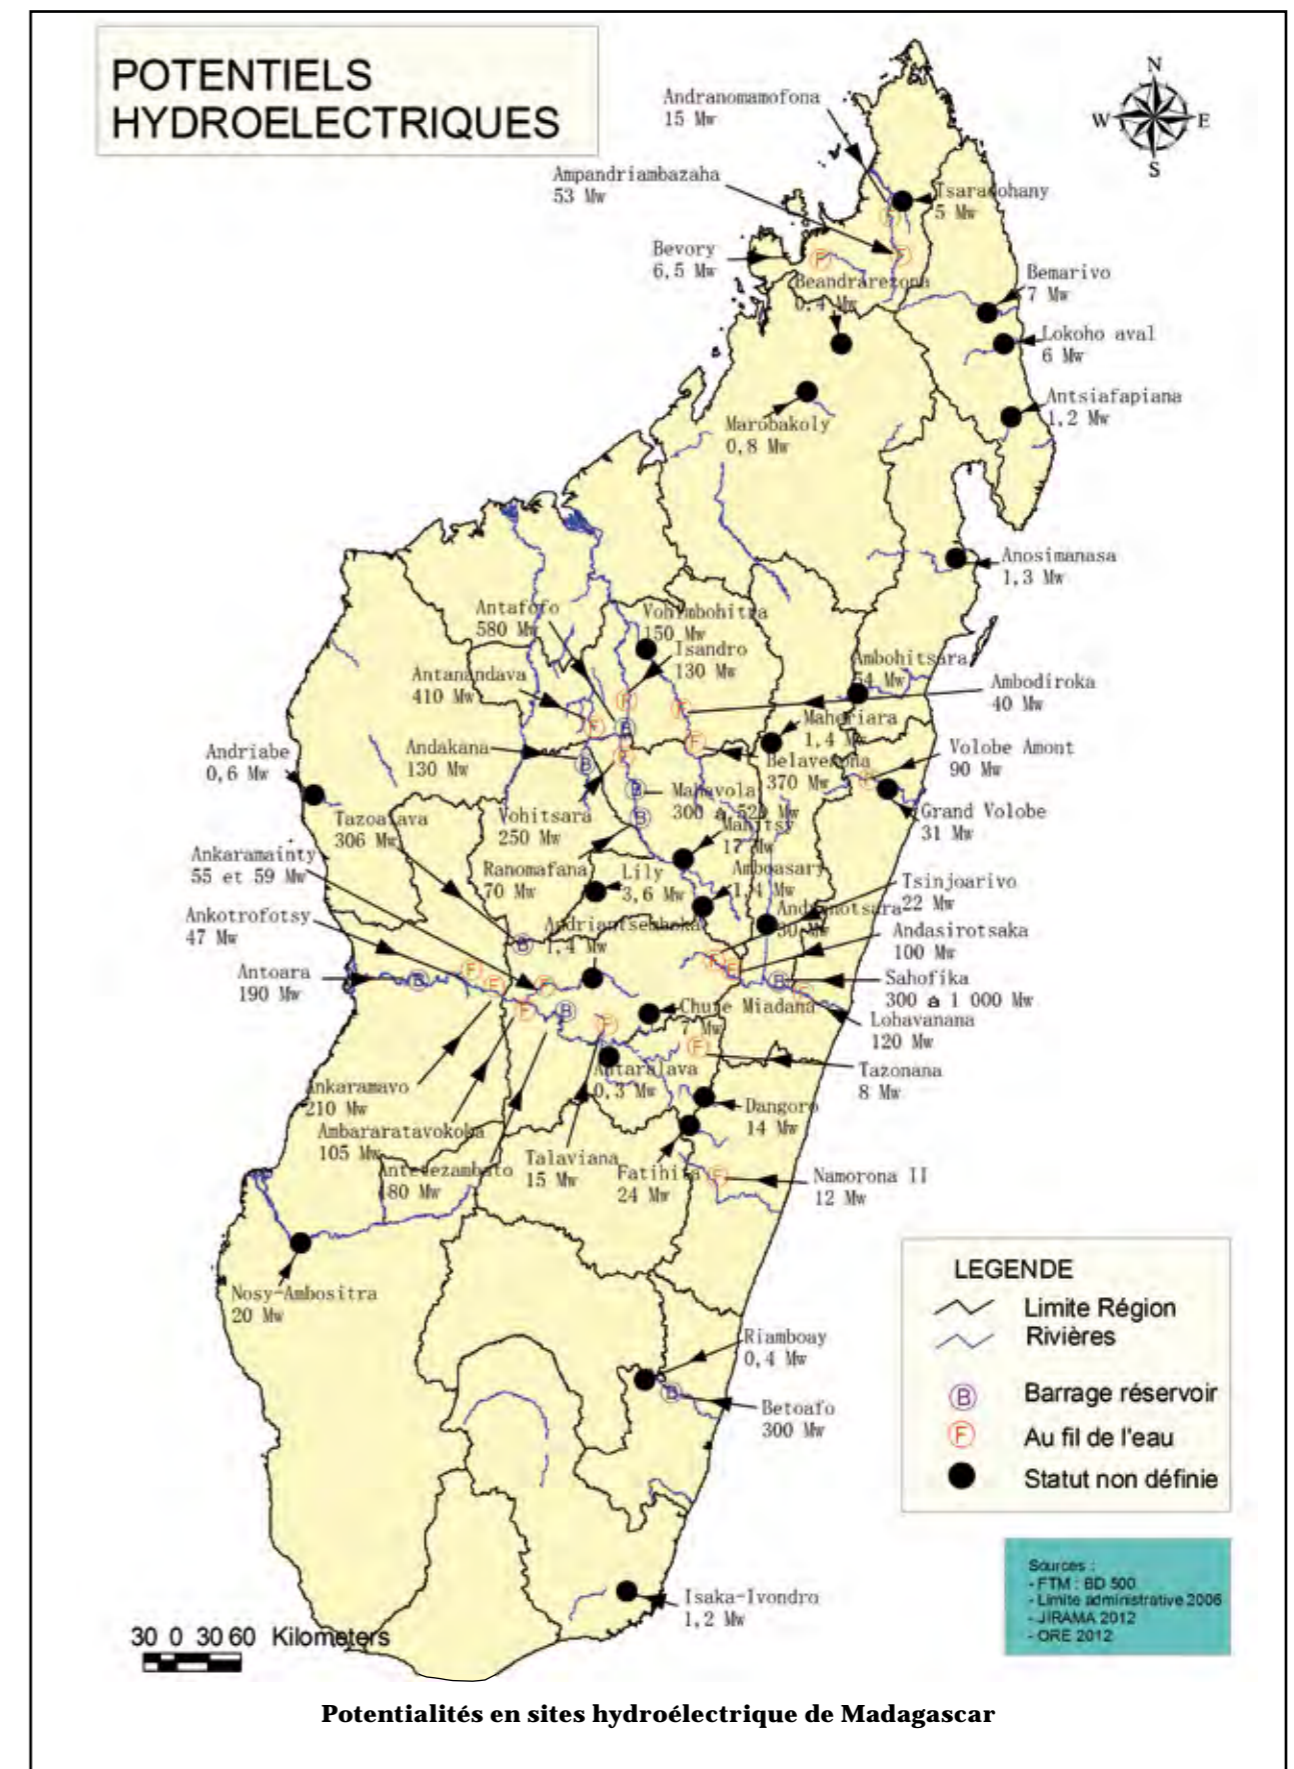 POTENTIELS
HYDROELECTRIQUES
N
W
E
S
Andranomamofona
15 Mw
Ampandriambazaha
53 Mw
Tsaradohany
5 Mw
Bevory
6,5 Mw
Beandrarezona
0,4 Mw
Bemarivo
7 Mw
Lokoho aval
6 Mw
Antsiafapiana
1,2 Mw
Marobakoly
0,8 Mw
Anosimanasa
1,3 Mw
Antafofo
580 Mw
Vohimbohitra
150 Mw
Isandro
130 Mw
Antanandava
410 Mw
Ambohitsara
54 Mw
Ambodiroka
40 Mw
Maheriara
1,4 Mw
Andriabe
0,6 Mw
Andakana
130 Mw
Belavenona
370 Mw
Volobe Amont
90 Mw
Tazoalava
306 Mw
Vohitsara
250 Mw
Mahavola
300 à 520 Mw
Grand Volobe
31 Mw
Mahitsy
17 Mw
Ankaramainty
55 et 59 Mw
Ranomafana
70 Mw
Lily
3,6 Mw
Amboasary
1,4 Mw
Tsinjoarivo
22 Mw
Ankotrofotsy
47 Mw
Andriantsemboka
1,4 Mw
30 Mw
Andasirotsaka
100 Mw
Antoara
190 Mw
Sahofika
300 à 1 000 Mw
Chute Miadana
7 Mw
Lohavanana
120 Mw
Ankaramavo
210 Mw
Antaralava
0,3 Mw
Tazonana
8 Mw
Dangoro
14 Mw
Ambararatavokoka
105 Mw
Antetezambato
180 Mw
Talaviana
15 Mw
Fatihita
24 Mw
Namorona II
12 Mw
Nosy-Ambositra
20 Mw
Riamboay
0,4 Mw
Betoafo
300 Mw
Isaka-Ivondro
1,2 Mw
LEGENDE
Limite Région
Rivières
B Barrage réservoir
F Au fil de l'eau
Statut non définie
Sources :
- FTM : BD 500
- Limite administrative 2006
- JIRAMA 2012
- ORE 2012
30 0 30 60 Kilometers
Potentialités en sites hydroélectrique de Madagascar